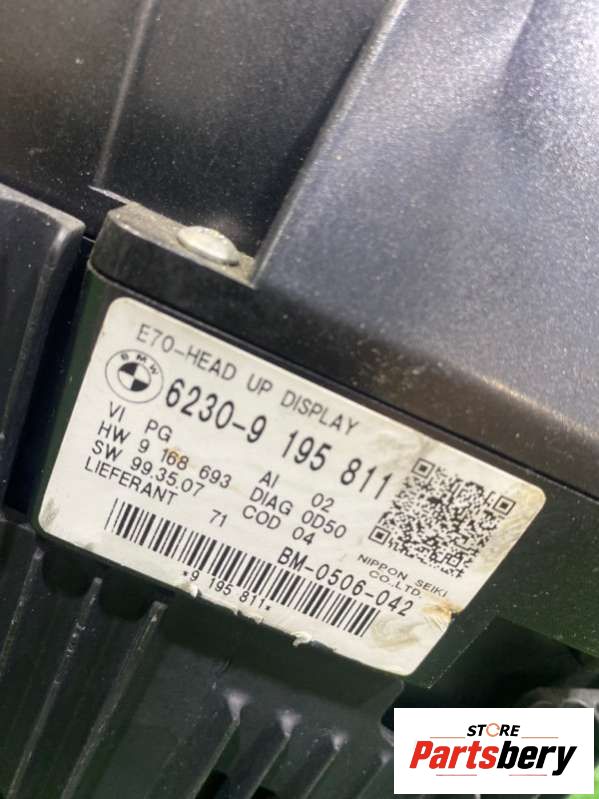 E70-HEAD UP DISPLAY
BMW
6230-9 195 811
VI PG
HW 9 168 693 AI 02
SW 99.35.07 DIAG 0D50
LIEFERANT 71 COD 04
BM-0506-042
*9 195 811*
NIPPON SEIKI
CO.,LTD.
STORE
Partsbery